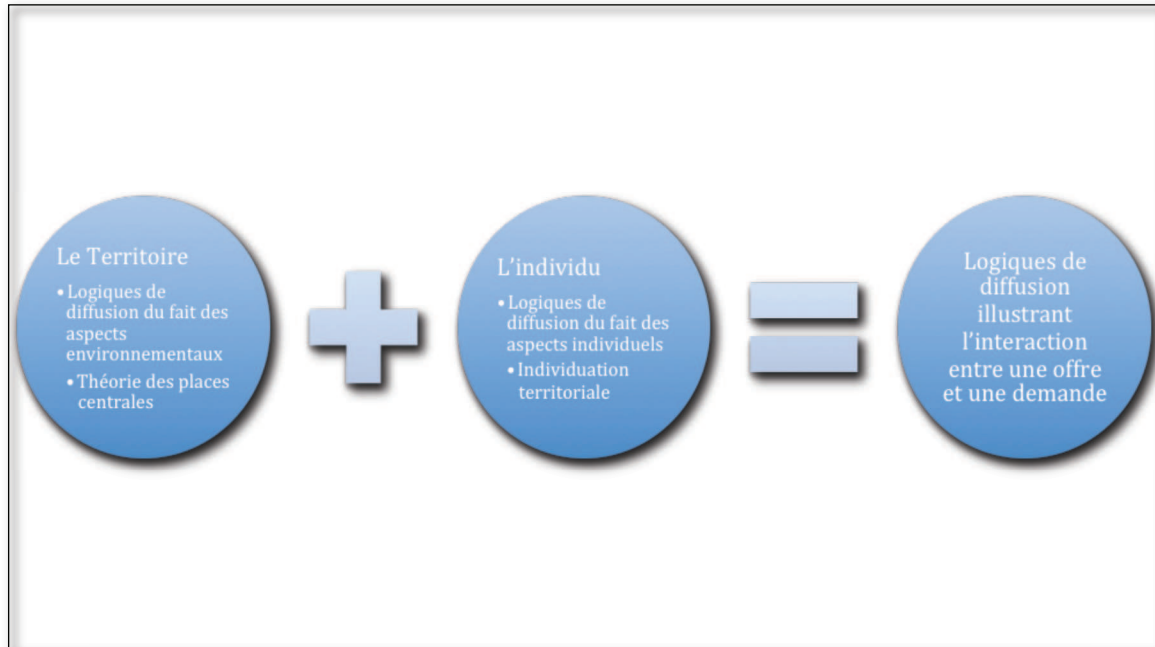 Le Territoire
• Logiques de
diffusion du fait des
aspects
environnementaux
• Théorie des places
centrales
L'individu
• Logiques de
diffusion du fait des
aspects individuels
• Individuation
territoriale
Logiques de
diffusion
illustrant
l'interaction
entre une offre
et une demande